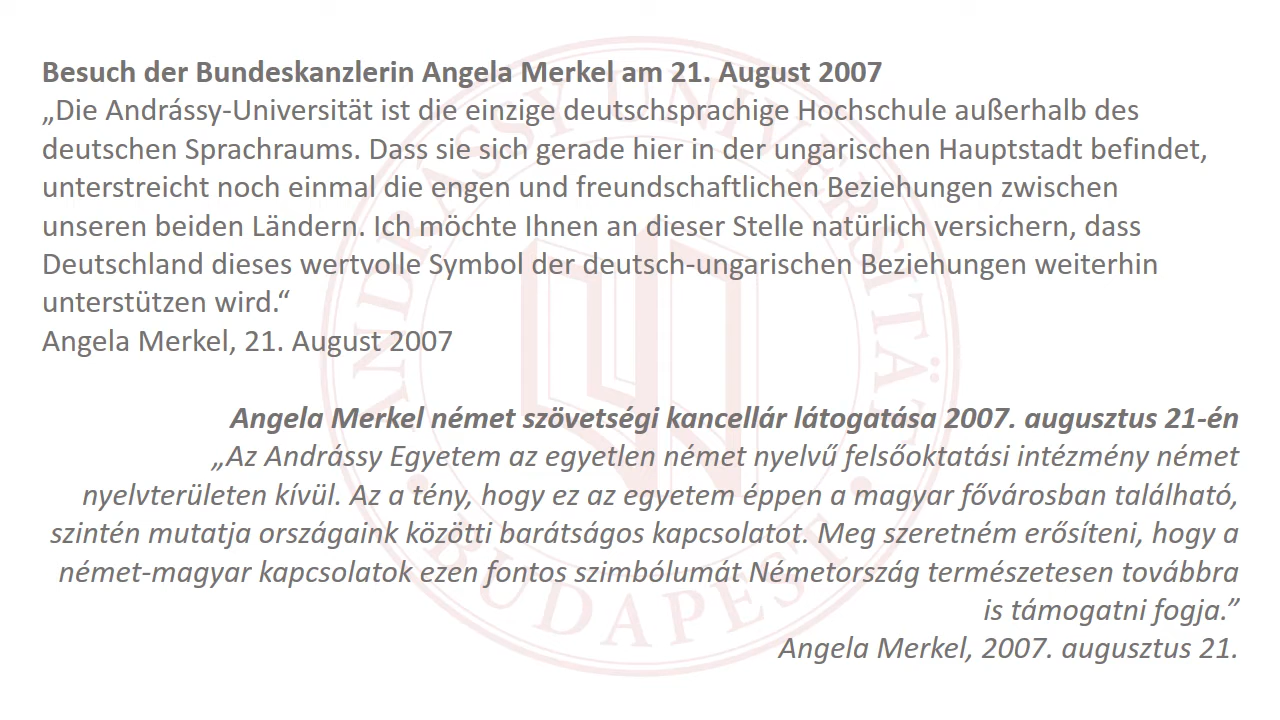 Besuch der Bundeskanzlerin Angela Merkel am 21. August 2007
„Die Andrássy-Universität ist die einzige deutschsprachige Hochschule außerhalb des
deutschen Sprachraums. Dass sie sich gerade hier in der ungarischen Hauptstadt befindet,
unterstreicht noch einmal die engen und freundschaftlichen Beziehungen zwischen
unseren beiden Ländern. Ich möchte Ihnen an dieser Stelle natürlich versichern, dass
Deutschland dieses wertvolle Symbol der deutsch-ungarischen Beziehungen weiterhin
unterstützen wird.“
Angela Merkel, 21. August 2007
Angela Merkel német szövetségi kancellár látogatása 2007. augusztus 21-én
„Az Andrássy Egyetem az egyetlen német nyelvű felsőoktatási intézmény német
nyelvterületen kívül. Az a tény, hogy ez az egyetem éppen a magyar fővárosban található,
szintén mutatja országaink közötti barátságos kapcsolatot. Meg szeretném erősíteni, hogy a
német-magyar kapcsolatok ezen fontos szimbólumát Németország természetesen továbbra
is támogatni fogja.”
Angela Merkel, 2007. augusztus 21.
ANDRÁSSY UNIVERSITÄT
• BUDAPEST •